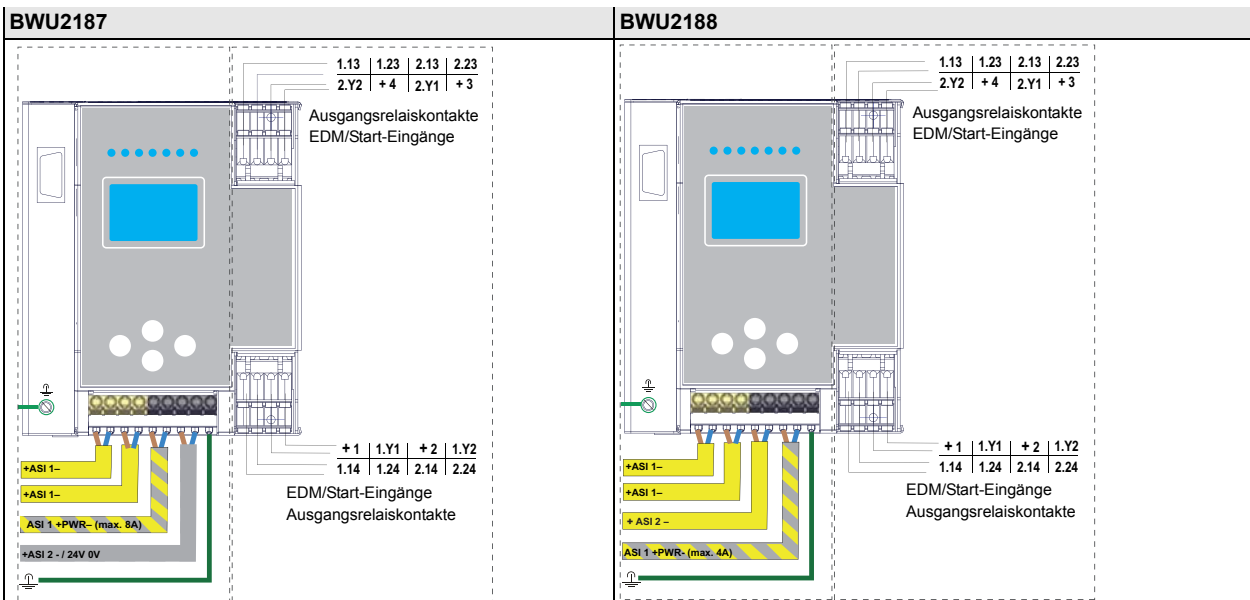 BWU2187
1.13 | 1.23 | 2.13 | 2.23
2.Y2 | + 4 | 2.Y1 | + 3
Ausgangsrelaiskontakte
EDM/Start-Eingänge
+ 1 | 1.Y1 | + 2 | 1.Y2
1.14 | 1.24 | 2.14 | 2.24
EDM/Start-Eingänge
Ausgangsrelaiskontakte
+ASI 1–
+ASI 1–
ASI 1 +PWR– (max. 8A)
+ASI 2 - / 24V 0V
BWU2188
1.13 | 1.23 | 2.13 | 2.23
2.Y2 | + 4 | 2.Y1 | + 3
Ausgangsrelaiskontakte
EDM/Start-Eingänge
+ 1 | 1.Y1 | + 2 | 1.Y2
1.14 | 1.24 | 2.14 | 2.24
EDM/Start-Eingänge
Ausgangsrelaiskontakte
+ASI 1–
+ASI 1–
+ ASI 2 –
ASI 1 +PWR- (max. 4A)